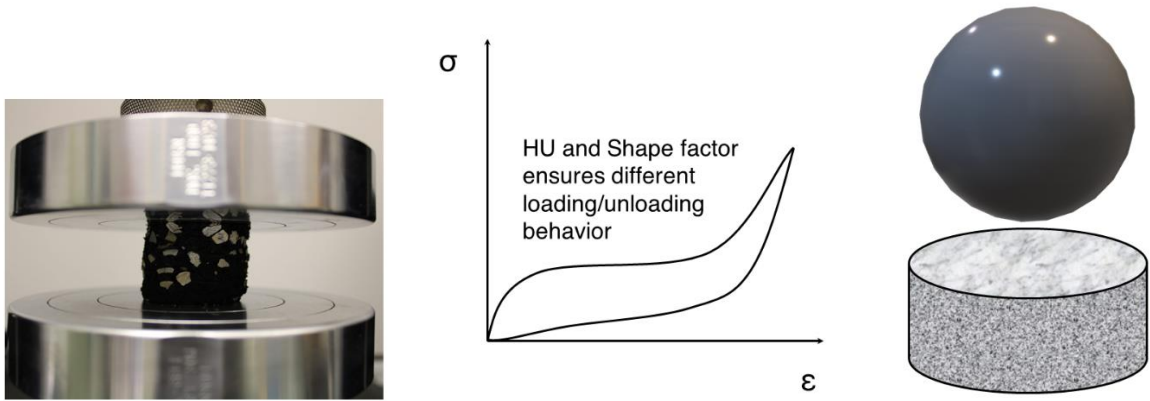 σ
HU and Shape factor
ensures different
loading/unloading
behavior
ε